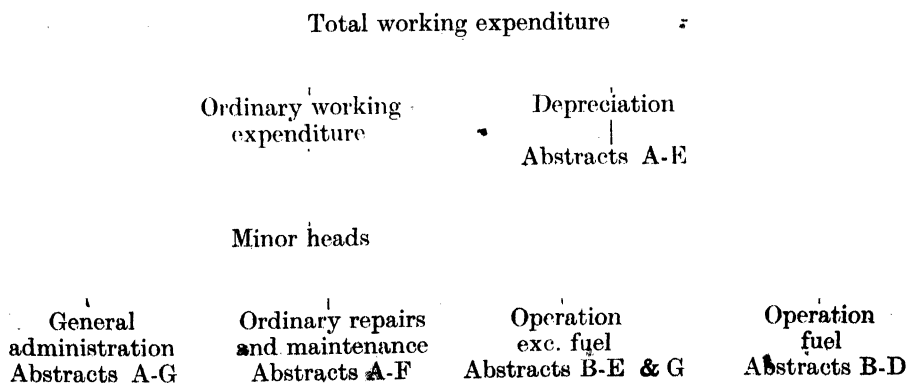 Total working expenditure
Ordinary working
expenditure
Depreciation
Abstracts A-E
Minor heads
General
administration
Abstracts A-G
Ordinary repairs
and maintenance
Abstracts A-F
Operation
exc. fuel
Abstracts B-E & G
Operation
fuel
Abstracts B-D